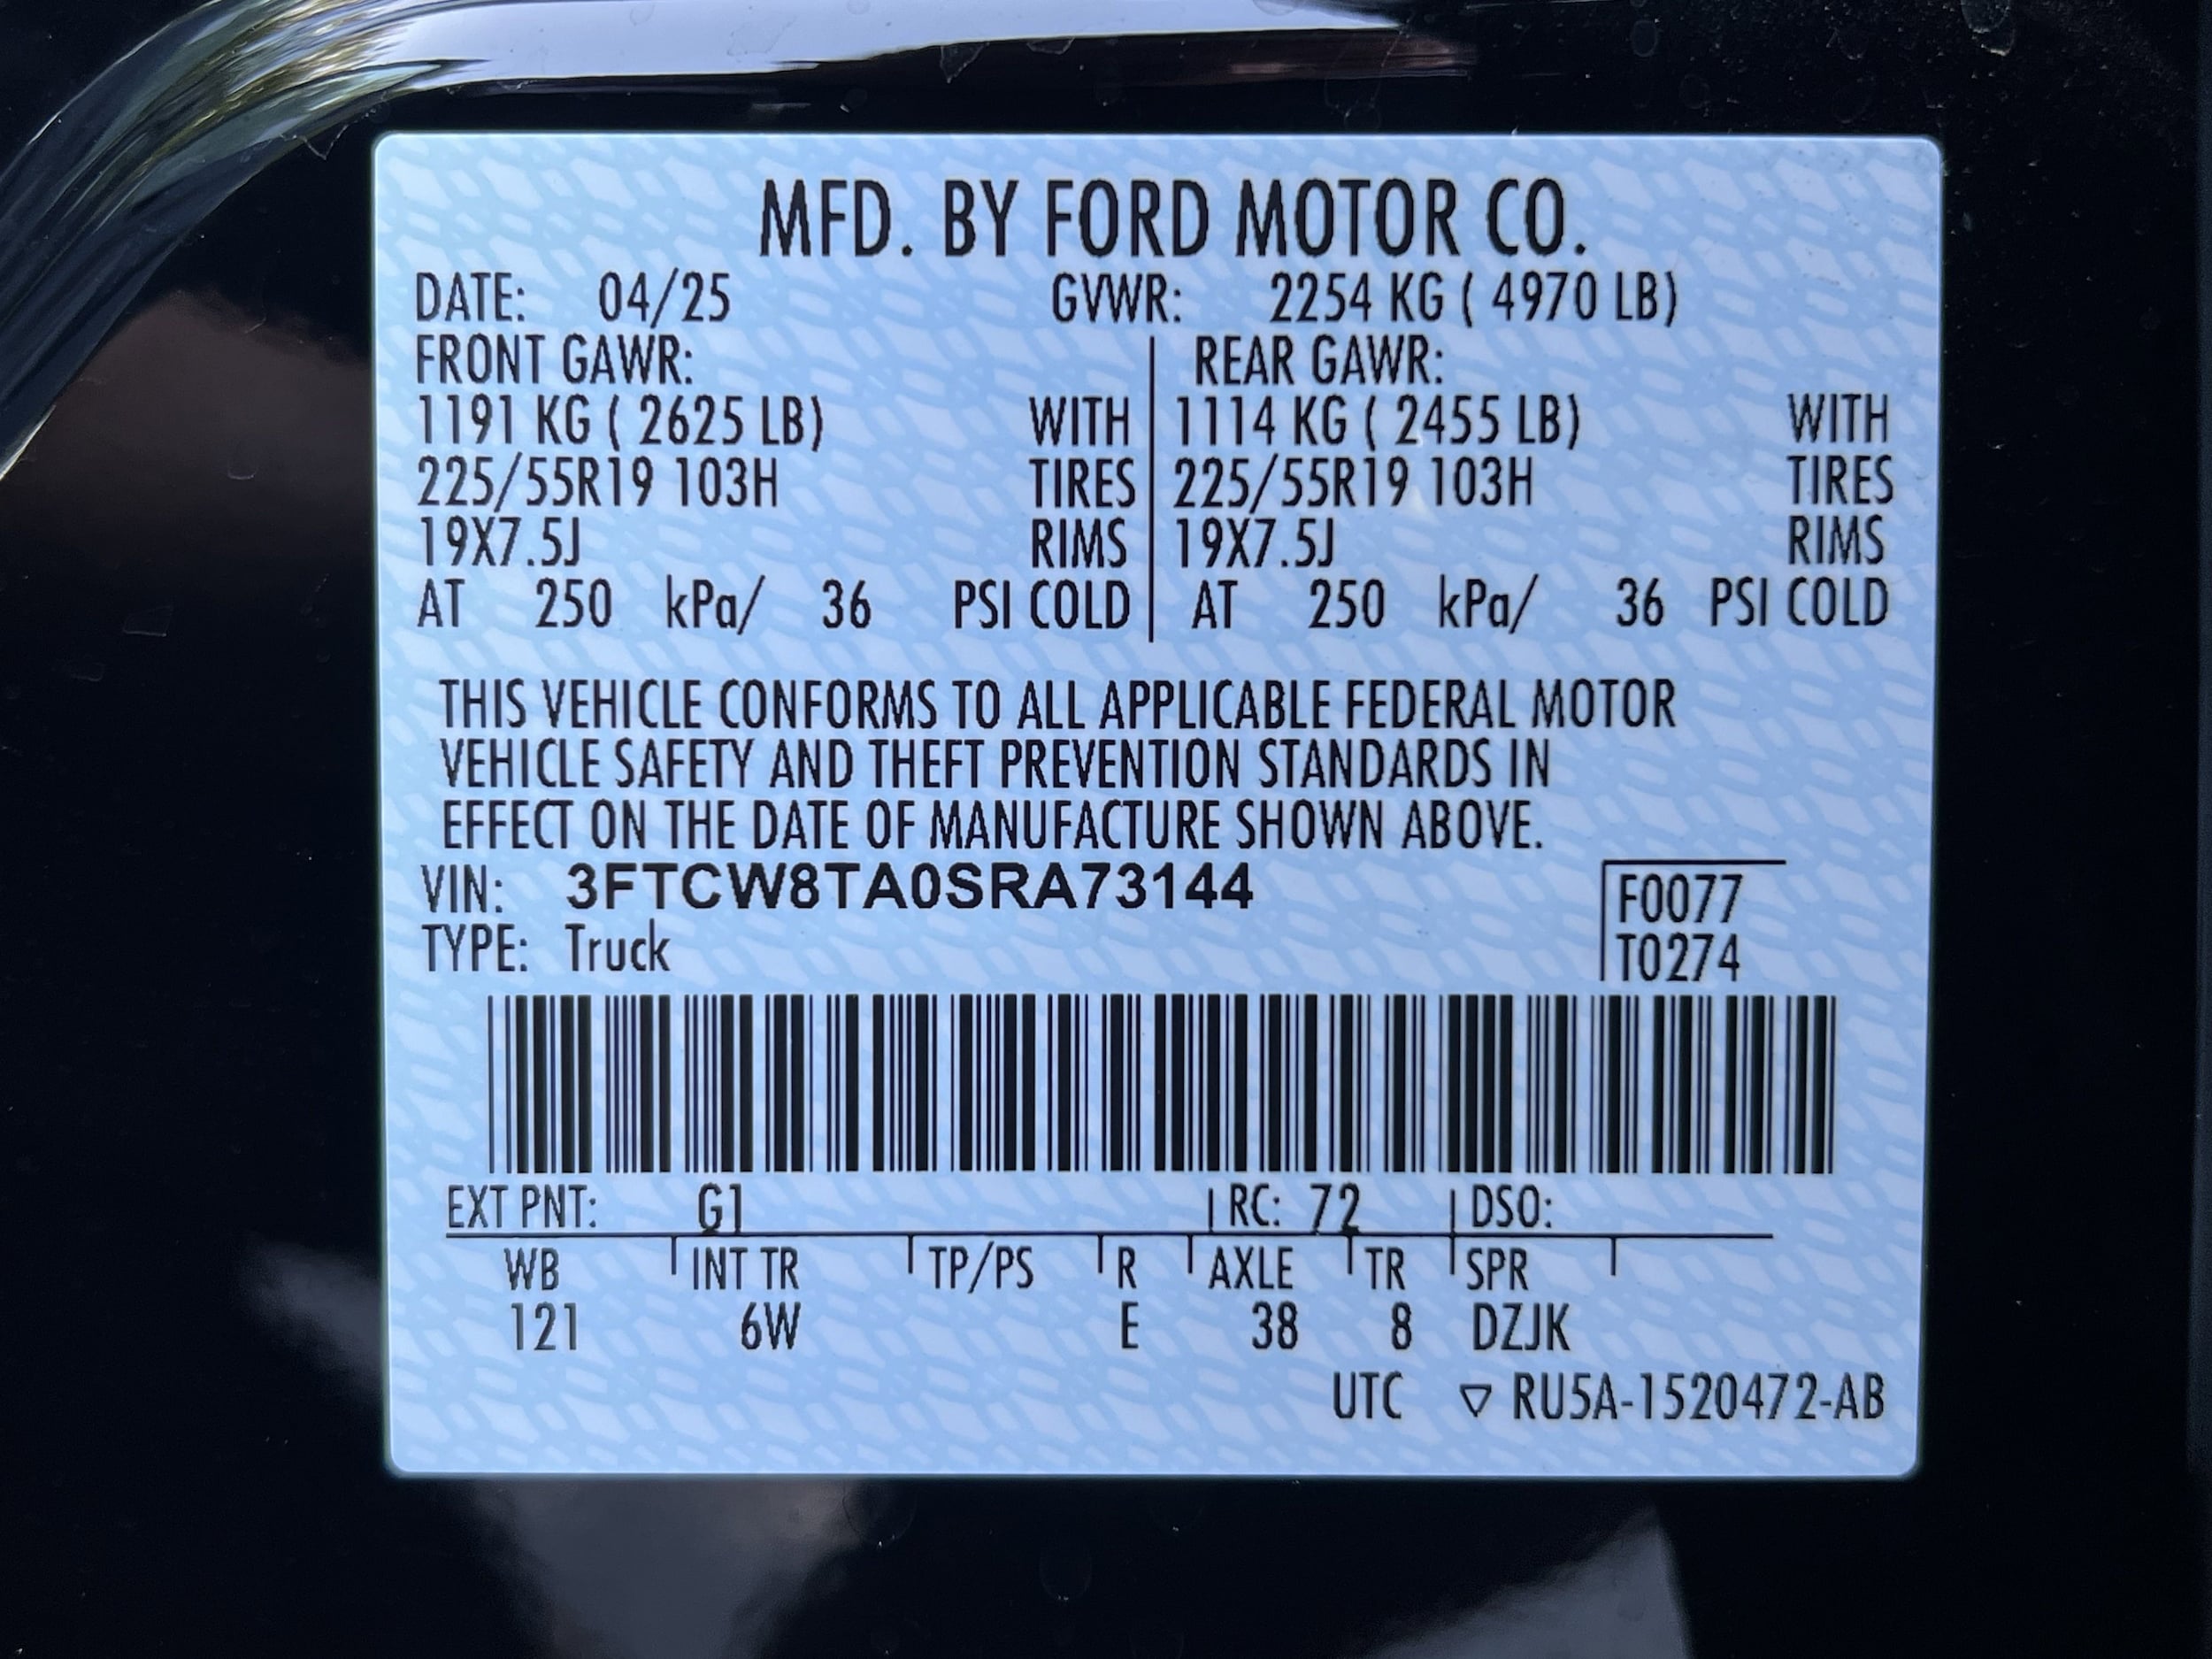 MFD. BY FORD MOTOR CO.
DATE: 04/25 GVWR: 2254 KG ( 4970 LB)
FRONT GAWR: REAR GAWR:
1191 KG ( 2625 LB) WITH 1114 KG ( 2455 LB) WITH
225/55R19 103H TIRES 225/55R19 103H TIRES
19X7.5J RIMS 19X7.5J RIMS
AT 250 kPa/ 36 PSI COLD AT 250 kPa/ 36 PSI COLD
THIS VEHICLE CONFORMS TO ALL APPLICABLE FEDERAL MOTOR
VEHICLE SAFETY AND THEFT PREVENTION STANDARDS IN
EFFECT ON THE DATE OF MANUFACTURE SHOWN ABOVE.
VIN: 3FTCW8TA0SRA73144 F0077
TYPE: Truck T0274
EXT PNT: G1 RC: 72 DSO:
WB INT TR TP/PS R AXLE TR SPR
121 6W E 38 8 DZJK
UTC ▽ RU5A-1520472-AB